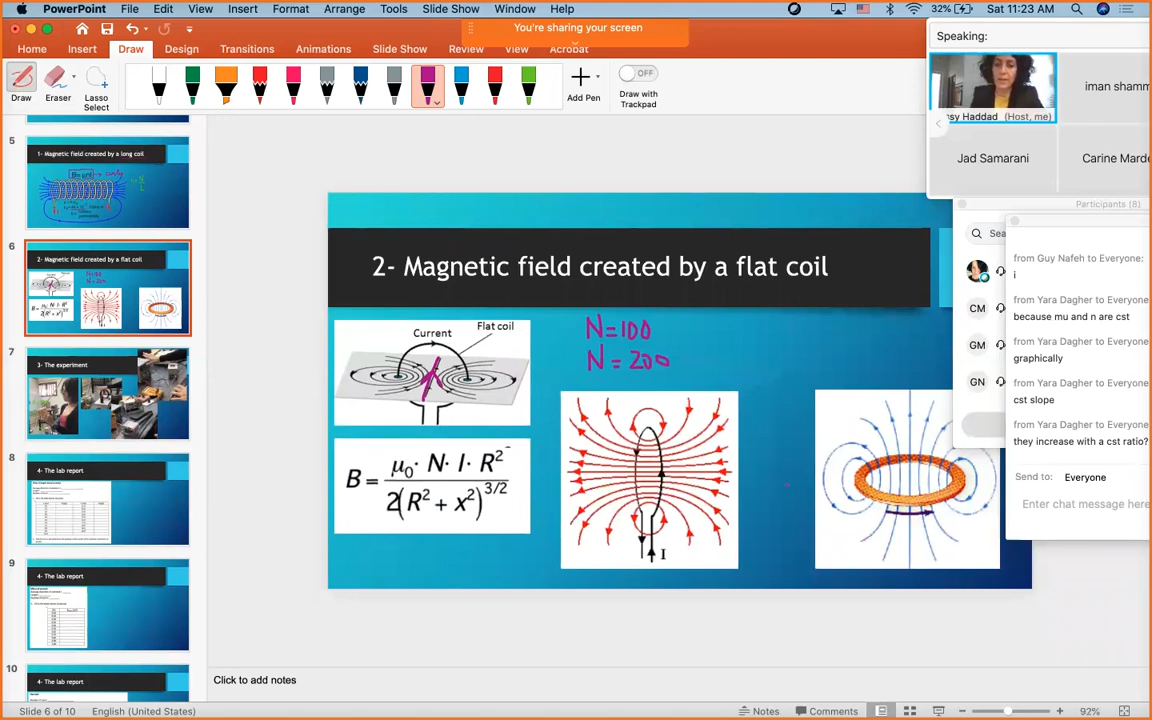 PowerPoint File Edit View Insert Format Arrange Tools Slide Show Window Help 32% Sat 11:23 AM
You're sharing your screen
Home Insert Draw Design Transitions Animations Slide Show Review View Acrobat
Draw Eraser Lasso Select Add Pen OFF Draw with Trackpad
Speaking:
(Host, me)
Haddad
Jad Samarani
Participants (8)
CM
GM
GN
from Guy Nafeh to Everyone:
i
from Yara Dagher to Everyone
because mu and n are cst
from Yara Dagher to Everyone
graphically
from Yara Dagher to Everyone
cst slope
from Yara Dagher to Everyone
they increase with a cst ratio?
Send to: Everyone
Enter chat message here
5
1- Magnetic field created by a long coil
6
2- Magnetic field created by a flat coil
7
3- The experiment
8
4- The lab report
9
4- The lab report
10
4- The lab report
2- Magnetic field created by a flat coil
Current Flat coil
N=100
N = 200
B = μ₀· N· I· R² / 2(R² + x²)^3/2
I
Click to add notes
Slide 6 of 10 English (United States) Notes Comments 92%